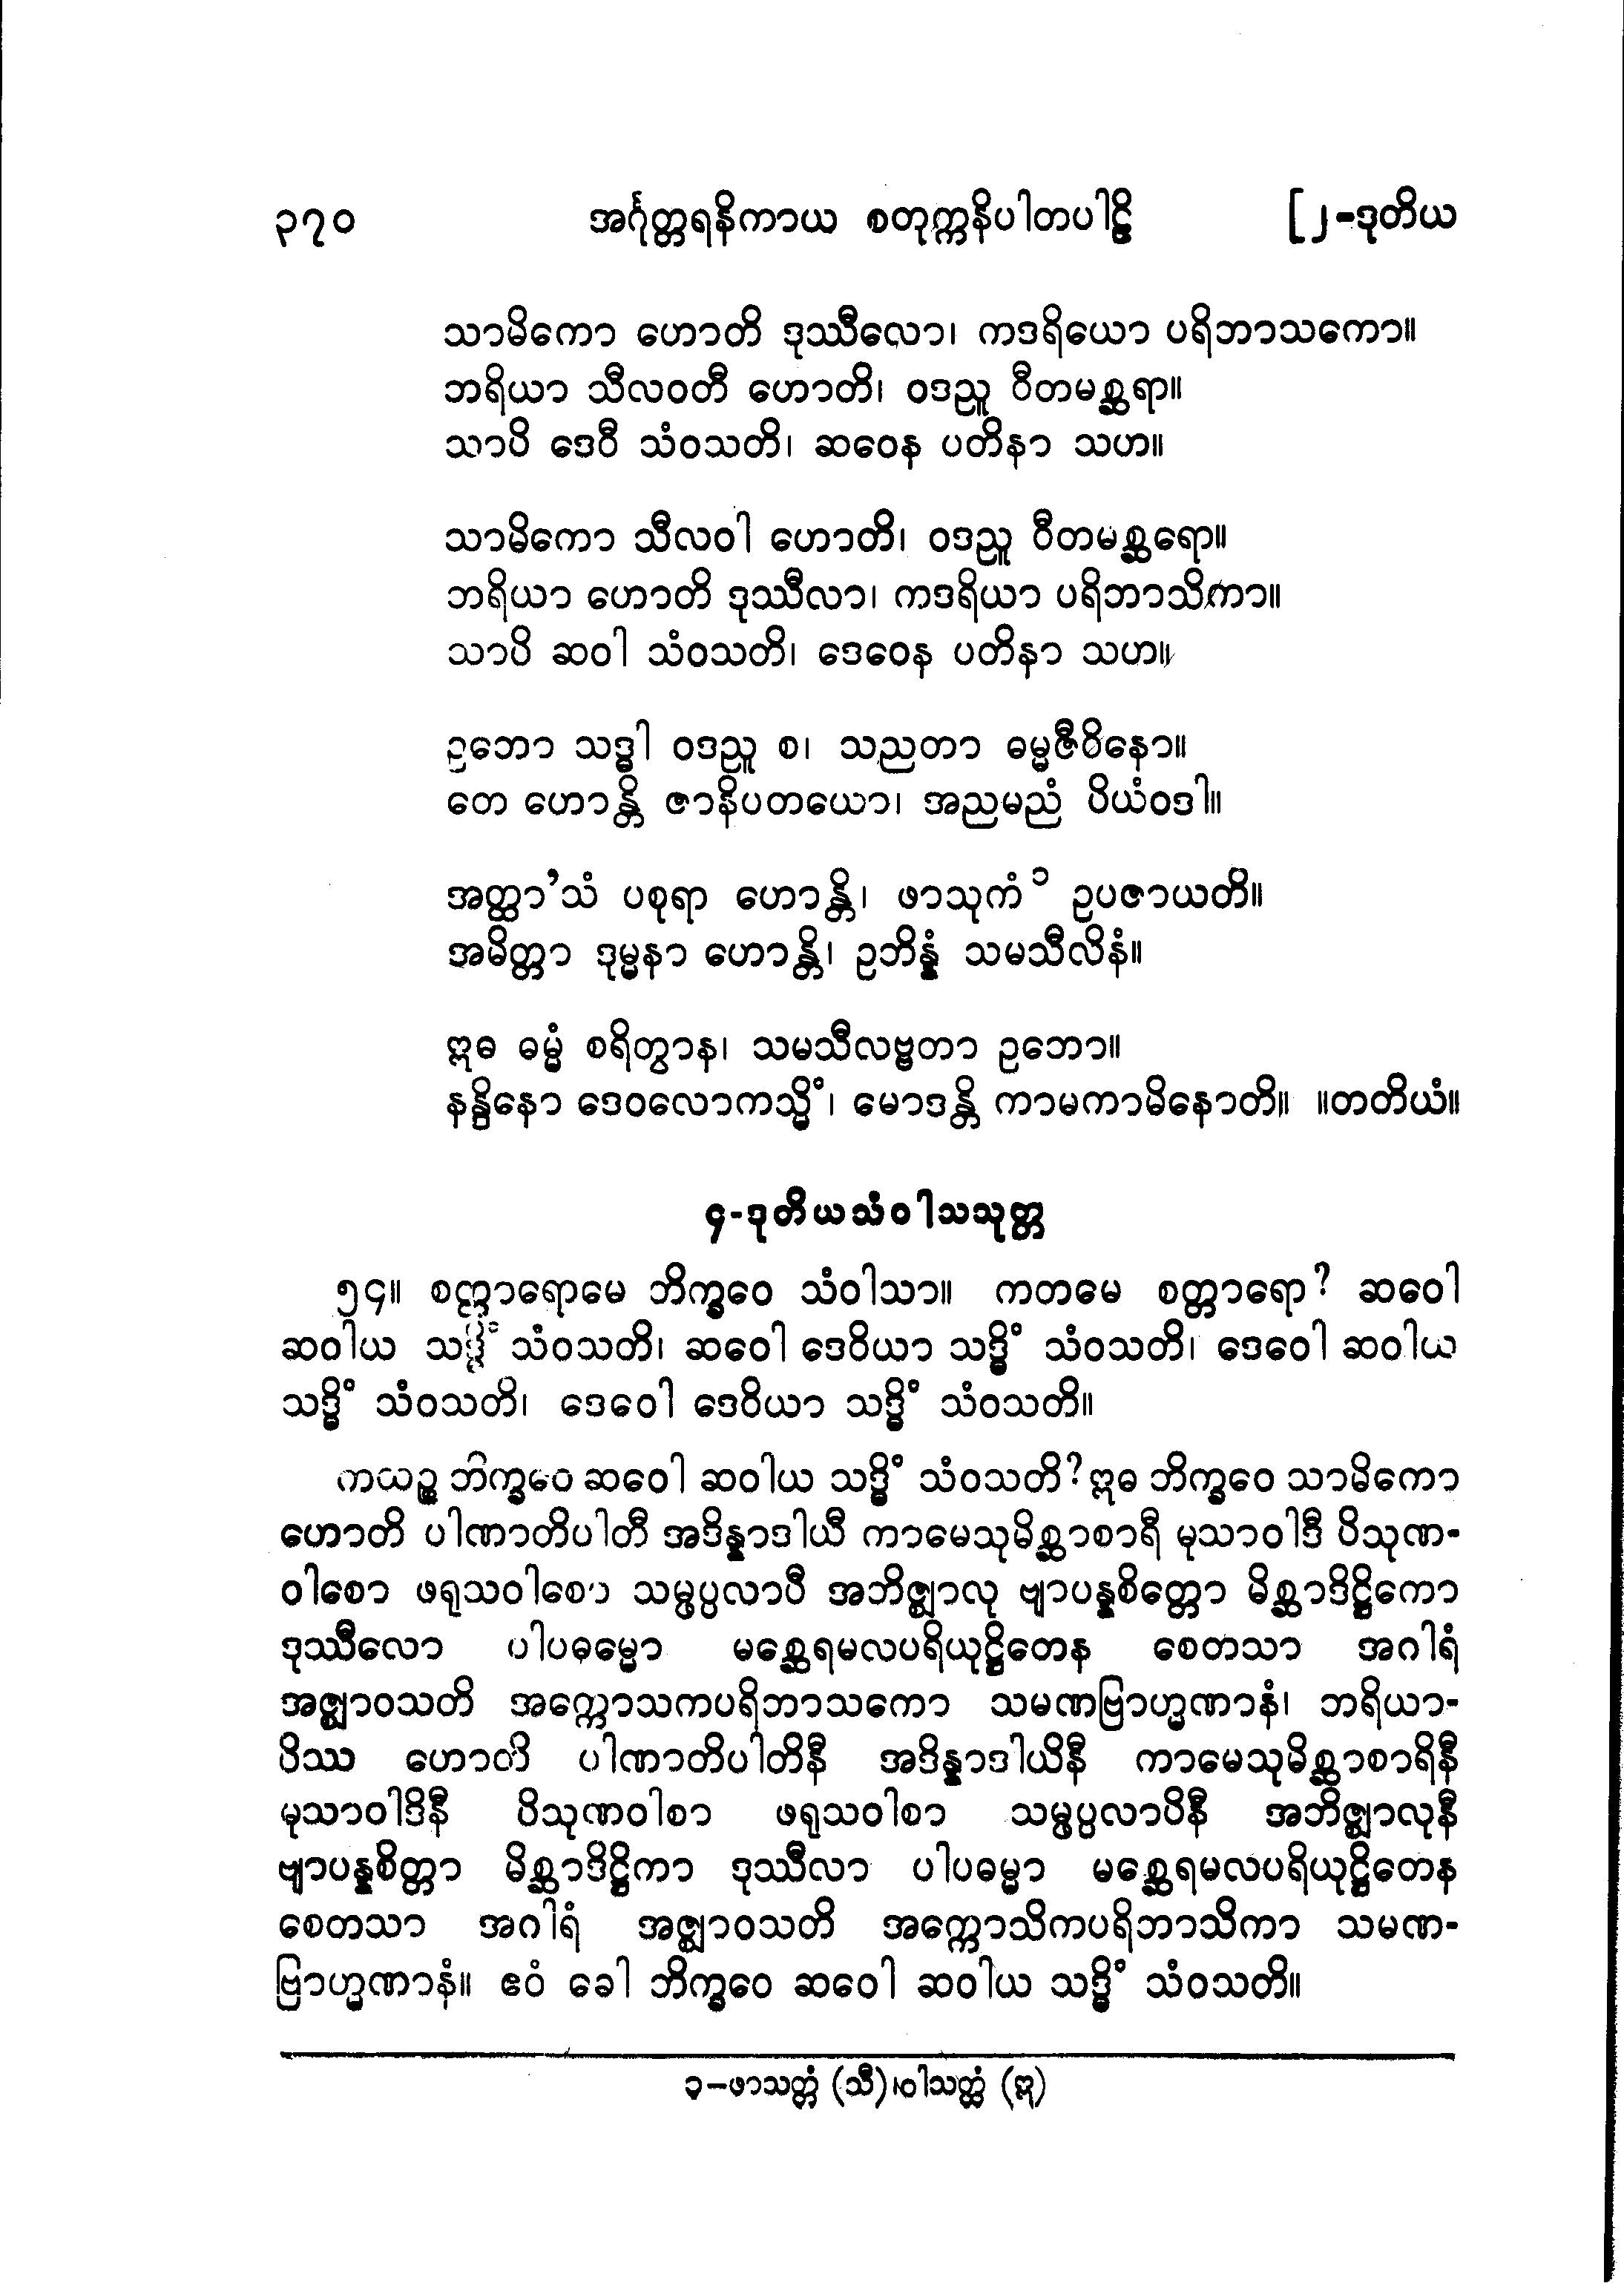 ၃၇၀ အင်္ဂုတ္တရနိကာယ စတုက္ကနိပါတပါဠိ [၂-ဒုတိယ
သာမိကော ဟောတိ ဒုဿီလော၊ ကဒရိယော ပရိဘာသကော။
ဘရိယာ သီလဝတီ ဟောတိ၊ ဝဒညူ ဝီတမစ္ဆရာ။
သာပိ ဒေဝီ သံဝသတိ၊ ဆဝေန ပတိနာ သဟ။
သာမိကော သီလဝါ ဟောတိ၊ ဝဒညူ ဝီတမစ္ဆရော။
ဘရိယာ ဟောတိ ဒုဿီလာ၊ ကဒရိယာ ပရိဘာသိကာ။
သာပိ ဆဝါ သံဝသတိ၊ ဒေဝေန ပတိနာ သဟ။
ဥဘော သဒ္ဓါ ဝဒညူ စ၊ သညတာ ဓမ္မဇီဝိနော။
တေ ဟောန္တိ ဇာနိပတယော၊ အညမညံ ပိယံဝဒါ။
အတ္ထာ’သံ ပစုရာ ဟောန္တိ၊ ဖာသုကံ ၁ ဥပဇာယတိ။
အမိတ္တာ ဒုမ္မနာ ဟောန္တိ၊ ဥဘိန္နံ သမသီလိနံ။
ဣဓ ဓမ္မံ စရိတွာန၊ သမသီလဗ္ဗတာ ဥဘော။
နန္ဒိနော ဒေဝလောကသ္မိံ၊ မောဒန္တိ ကာမကာမိနောတိ။ ။တတိယံ။
၄-ဒုတိယသံဝါသသုတ္တ
၅၄။ စတ္တာရောမေ ဘိက္ခဝေ သံဝါသာ။ ကတမေ စတ္တာရော? ဆဝေါ
ဆဝါယ သဒ္ဓိံ သံဝသတိ၊ ဆဝေါ ဒေဝိယာ သဒ္ဓိံ သံဝသတိ၊ ဒေဝေါ ဆဝါယ
သဒ္ဓိံ သံဝသတိ၊ ဒေဝေါ ဒေဝိယာ သဒ္ဓိံ သံဝသတိ။
ကထဉ္စ ဘိက္ခဝေ ဆဝေါ ဆဝါယ သဒ္ဓိံ သံဝသတိ? ဣဓ ဘိက္ခဝေ သာမိကော
ဟောတိ ပါဏာတိပါတီ အဒိန္နာဒါယီ ကာမေသုမိစ္ဆာစာရီ မုသာဝါဒီ ပိသုဏ-
ဝါစော ဖရုသဝါစော သမ္ဖပ္ပလာပီ အဘိဇ္ဈာလု ဗျာပန္နစိတ္တော မိစ္ဆာဒိဋ္ဌိကော
ဒုဿီလော ပါပဓမ္မော မစ္ဆေရမလပရိယုဋ္ဌိတေန စေတသာ အဂါရံ
အဇ္ဈာဝသတိ အက္ကောသကပရိဘာသကော သမဏဗြာဟ္မဏာနံ၊ ဘရိယာ-
ပိဿ ဟောတိ ပါဏာတိပါတိနီ အဒိန္နာဒါယိနီ ကာမေသုမိစ္ဆာစာရိနီ
မုသာဝါဒိနီ ပိသုဏဝါစာ ဖရုသဝါစာ သမ္ဖပ္ပလာပိနီ အဘိဇ္ဈာလုနီ
ဗျာပန္နစိတ္တာ မိစ္ဆာဒိဋ္ဌိကာ ဒုဿီလာ ပါပဓမ္မာ မစ္ဆေရမလပရိယုဋ္ဌိတေန
စေတသာ အဂါရံ အဇ္ဈာဝသတိ အက္ကောသိကပရိဘာသိကာ သမဏ-
ဗြာဟ္မဏာနံ။ ဧဝံ ခေါ ဘိက္ခဝေ ဆဝေါ ဆဝါယ သဒ္ဓိံ သံဝသတိ။
၁-ဖာသတ္တံ (သီ)၊ ဝါသတ္ထံ (ဣ)